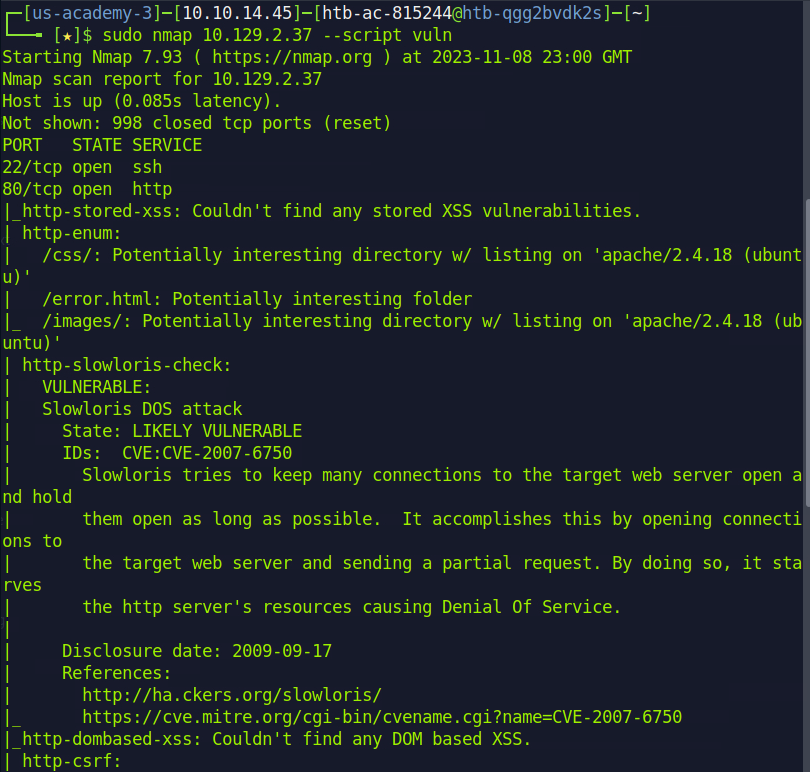 ┌─[us-academy-3]─[10.10.14.45]─[htb-ac-815244@htb-qgg2bvdk2s]─[~]
└──╼ [★]$ sudo nmap 10.129.2.37 --script vuln
Starting Nmap 7.93 ( https://nmap.org ) at 2023-11-08 23:00 GMT
Nmap scan report for 10.129.2.37
Host is up (0.085s latency).
Not shown: 998 closed tcp ports (reset)
PORT   STATE SERVICE
22/tcp open  ssh
80/tcp open  http
|_http-stored-xss: Couldn't find any stored XSS vulnerabilities.
| http-enum:
|   /css/: Potentially interesting directory w/ listing on 'apache/2.4.18 (ubunt
u)'
|   /error.html: Potentially interesting folder
|_  /images/: Potentially interesting directory w/ listing on 'apache/2.4.18 (ub
untu)'
| http-slowloris-check:
|   VULNERABLE:
|   Slowloris DOS attack
|     State: LIKELY VULNERABLE
|     IDs:  CVE:CVE-2007-6750
|       Slowloris tries to keep many connections to the target web server open a
nd hold
|       them open as long as possible.  It accomplishes this by opening connecti
ons to
|       the target web server and sending a partial request. By doing so, it sta
rves
|       the http server's resources causing Denial Of Service.
|
|     Disclosure date: 2009-09-17
|     References:
|       http://ha.ckers.org/slowloris/
|_      https://cve.mitre.org/cgi-bin/cvename.cgi?name=CVE-2007-6750
|_http-dombased-xss: Couldn't find any DOM based XSS.
| http-csrf: